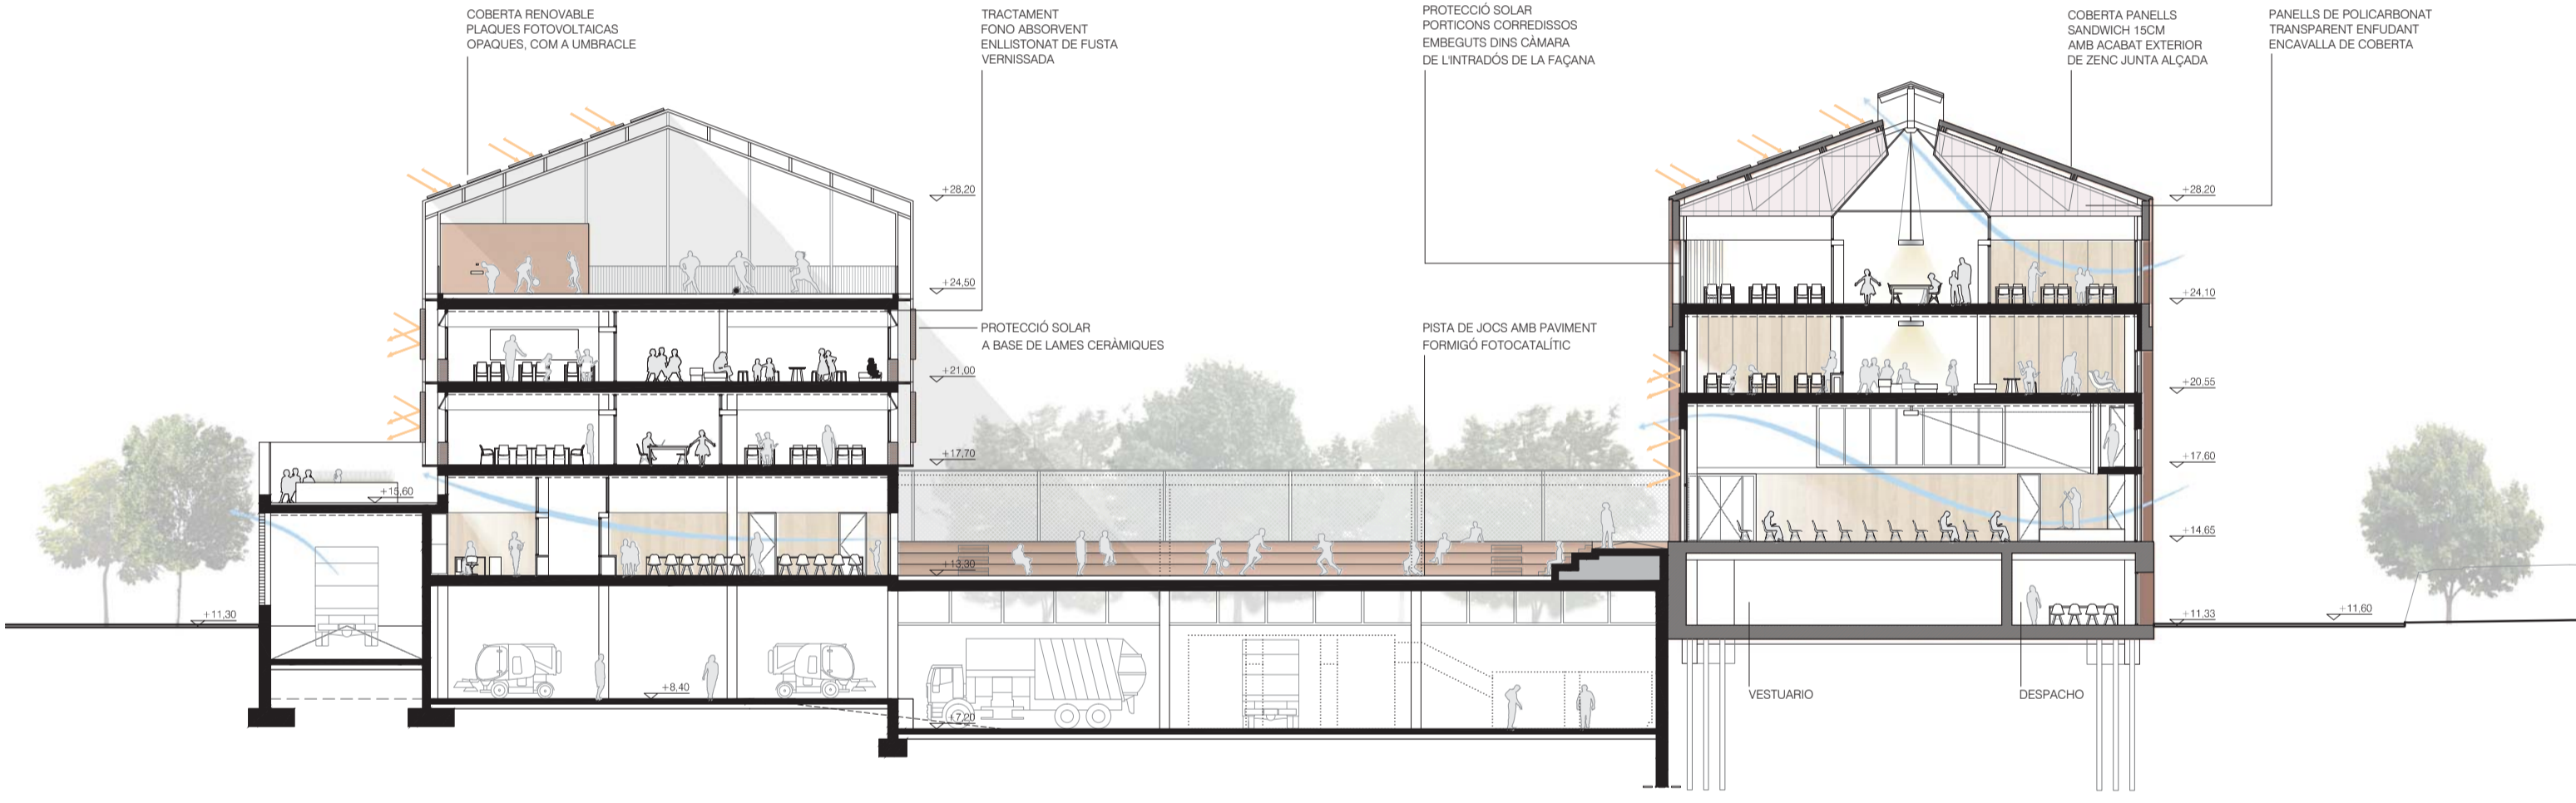 COBERTA RENOVABLE
PLAQUES FOTOVOLTAICAS
OPAQUES, COM A UMBRACLE
TRACTAMENT
FONO ABSORVENT
ENLLISTONAT DE FUSTA
VERNISSADA
PROTECCIÓ SOLAR
PORTICONS CORREDISSOS
EMBEGUTS DINS CÀMARA
DE L'INTRADÓS DE LA FAÇANA
COBERTA PANELLS
SANDWICH 15CM
AMB ACABAT EXTERIOR
DE ZENC JUNTA ALÇADA
PANELLS DE POLICARBONAT
TRANSPARENT ENFUDANT
ENCAVALLA DE COBERTA
+28,20
+28.20
+24,50
+24,10
PROTECCIÓ SOLAR
A BASE DE LAMES CERÀMIQUES
PISTA DE JOCS AMB PAVIMENT
FORMIGÓ FOTOCATALÍTIC
+21,00
+20,55
+17,70
+17,60
+15,60
+14,65
+13,30
+11,30
+11,33
+11.60
+8,40
+7,20
VESTUARIO
DESPACHO